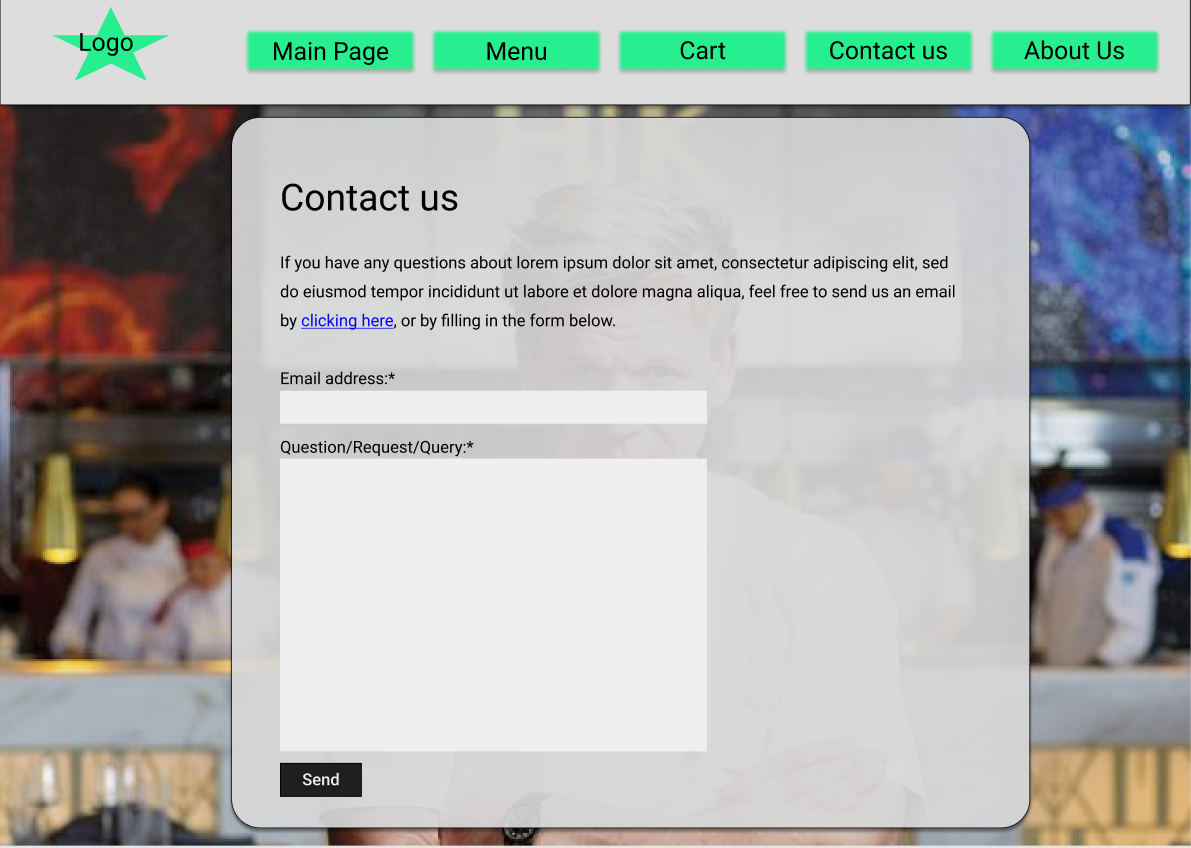 Logo
Main Page
Menu
Cart
Contact us
About Us
Contact us
If you have any questions about lorem ipsum dolor sit amet, consectetur adipiscing elit, sed
do eiusmod tempor incididunt ut labore et dolore magna aliqua, feel free to send us an email
by clicking here, or by filling in the form below.
Email address:*
Question/Request/Query:*
Send